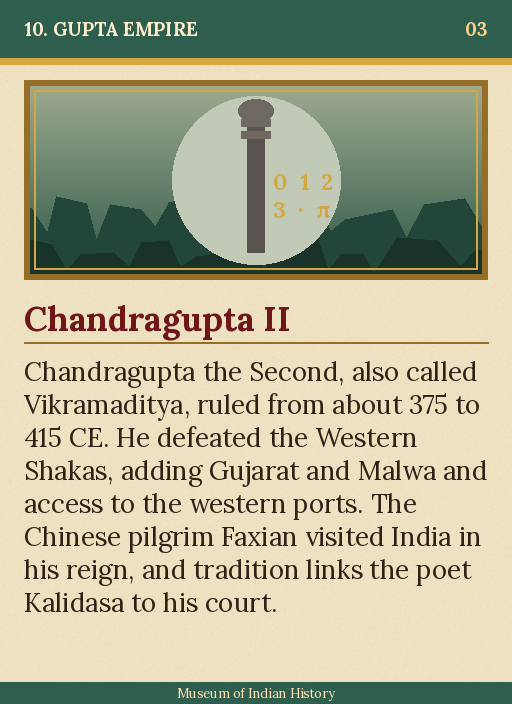 10. GUPTA EMPIRE
03
0 1 2
3 · π
Chandragupta II
Chandragupta the Second, also called
Vikramaditya, ruled from about 375 to
415 CE. He defeated the Western
Shakas, adding Gujarat and Malwa and
access to the western ports. The
Chinese pilgrim Faxian visited India in
his reign, and tradition links the poet
Kalidasa to his court.
Museum of Indian History